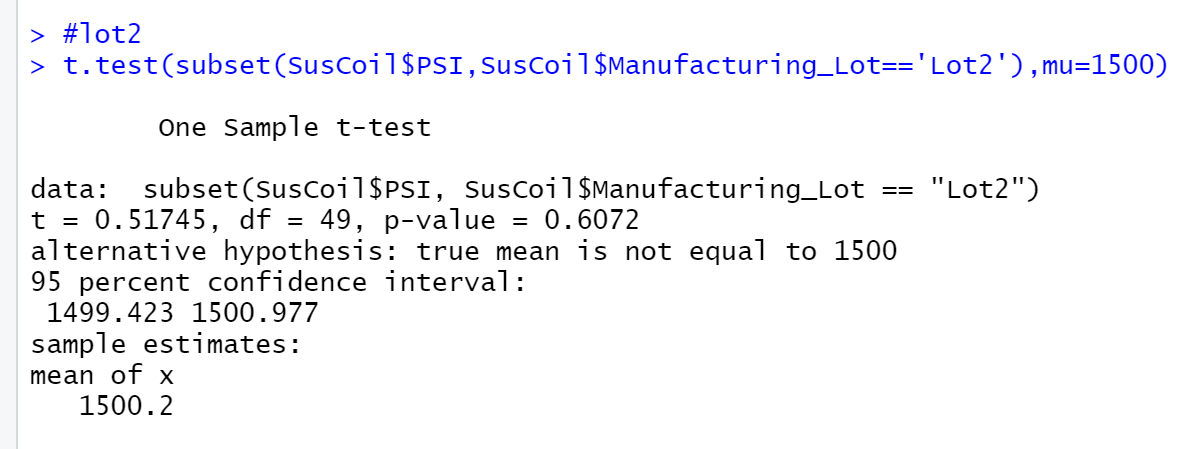 > #lot2
> t.test(subset(SusCoil$PSI,SusCoil$Manufacturing_Lot=='Lot2'),mu=1500)
One Sample t-test
data:  subset(SusCoil$PSI, SusCoil$Manufacturing_Lot == "Lot2")
t = 0.51745, df = 49, p-value = 0.6072
alternative hypothesis: true mean is not equal to 1500
95 percent confidence interval:
1499.423 1500.977
sample estimates:
mean of x
1500.2